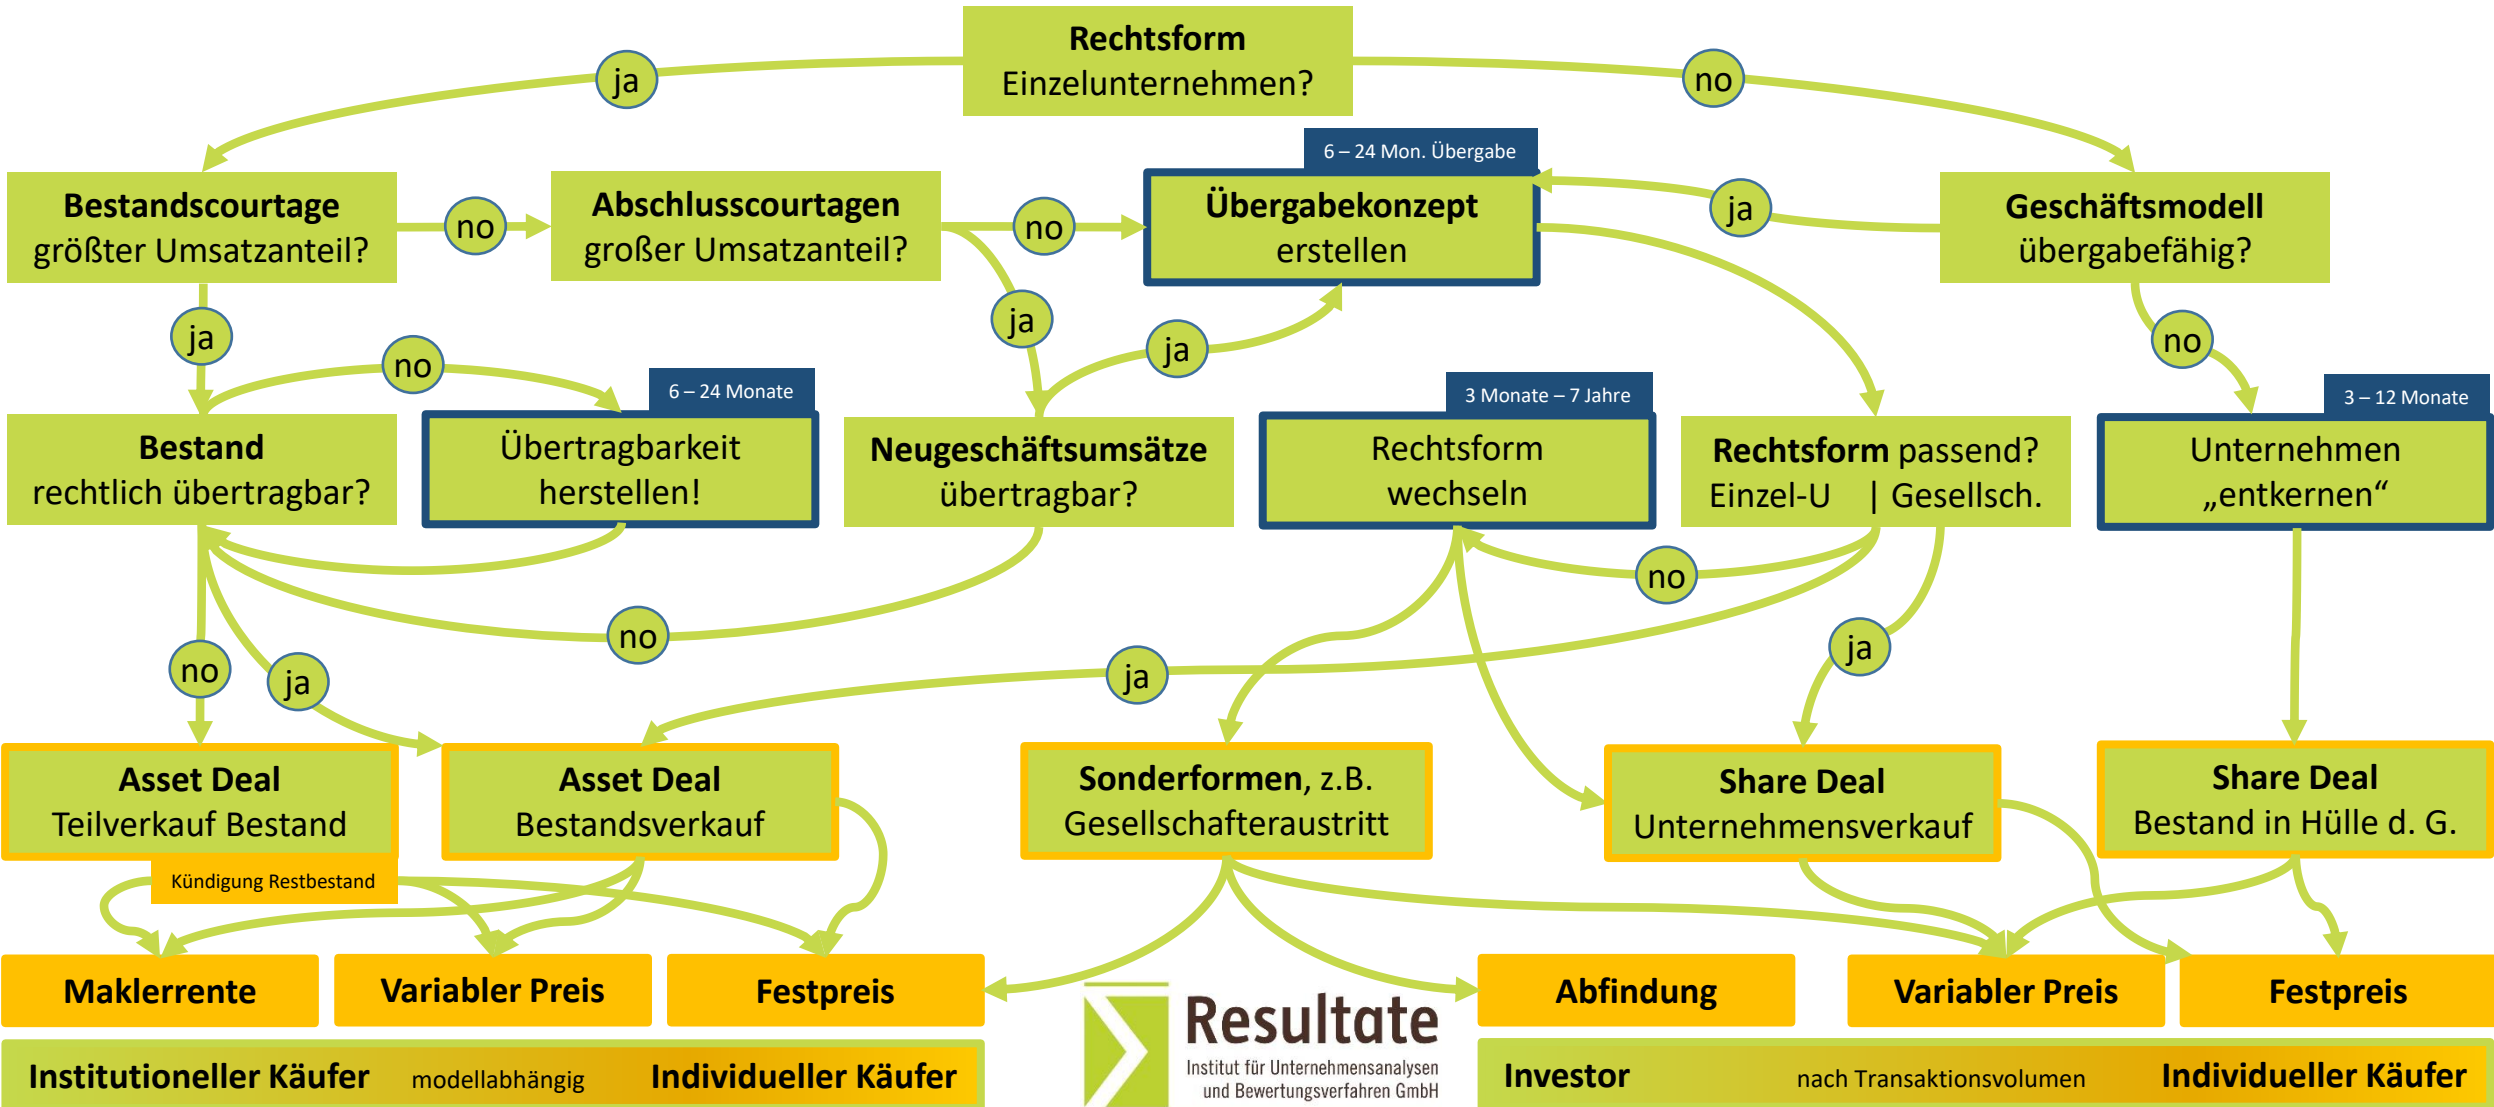 Rechtsform
Einzelunternehmen?
ja
no
6 – 24 Mon. Übergabe
Bestandscourtage
größter Umsatzanteil?
no
Abschlusscourtagen
großer Umsatzanteil?
no
Übergabekonzept
erstellen
ja
Geschäftsmodell
übergabefähig?
ja
no
ja
ja
no
6 – 24 Monate
3 Monate – 7 Jahre
3 – 12 Monate
Bestand
rechtlich übertragbar?
Übertragbarkeit
herstellen!
Neugeschäftsumsätze
übertragbar?
Rechtsform
wechseln
Rechtsform passend?
Einzel-U | Gesellsch.
Unternehmen
„entkernen“
no
no
no
ja
ja
ja
Asset Deal
Teilverkauf Bestand
Kündigung Restbestand
Asset Deal
Bestandsverkauf
Sonderformen, z.B.
Gesellschafteraustritt
Share Deal
Unternehmensverkauf
Share Deal
Bestand in Hülle d. G.
Maklerrente
Variabler Preis
Festpreis
Abfindung
Variabler Preis
Festpreis
Resultate
Institut für Unternehmensanalysen
und Bewertungsverfahren GmbH
Institutioneller Käufer modellabhängig Individueller Käufer
Investor nach Transaktionsvolumen Individueller Käufer